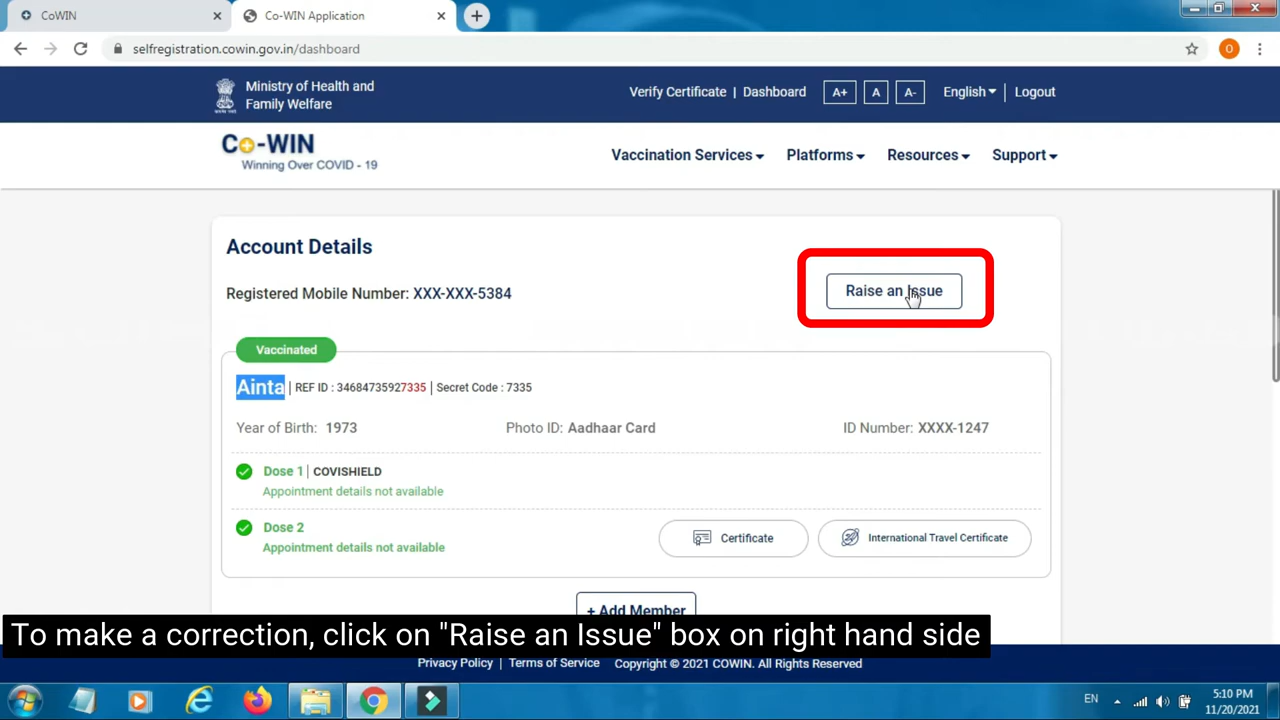 CoWIN
Co-WIN Application
selfregistration.cowin.gov.in/dashboard
O
Ministry of Health and
Family Welfare
Verify Certificate | Dashboard A+ A A- English | Logout
Co-WIN
Winning Over COVID - 19
Vaccination Services Platforms Resources Support
Account Details
Registered Mobile Number: XXX-XXX-5384
Raise an Issue
Vaccinated
Ainta | REF ID : 34684735927335 | Secret Code : 7335
Year of Birth: 1973 Photo ID: Aadhaar Card ID Number: XXXX-1247
Dose 1 | COVISHIELD
Appointment details not available
Dose 2
Appointment details not available
Certificate
International Travel Certificate
+ Add Member
To make a correction, click on "Raise an Issue" box on right hand side
Privacy Policy | Terms of Service Copyright © 2021 COWIN. All Rights Reserved
EN
5:10 PM
11/20/2021